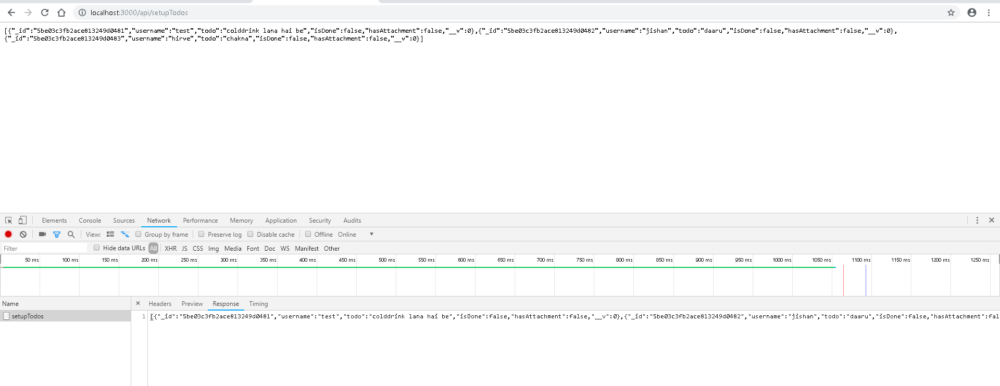 localhost:3000/api/setupTodos
[{"_id":"5be03c3fb2ace813249d0481","username":"test","todo":"colddrink lana hai be","isDone":false,"hasAttachment":false,"__v":0},{"_id":"5be03c3fb2ace813249d0482","username":"jishan","todo":"daaru","isDone":false,"hasAttachment":false,"__v":0},
{"_id":"5be03c3fb2ace813249d0483","username":"hirve","todo":"chakna","isDone":false,"hasAttachment":false,"__v":0}]
Elements Console Sources Network Performance Memory Application Security Audits
View: Group by frame Preserve log Disable cache Offline Online
Filter Hide data URLs All XHR JS CSS Img Media Font Doc WS Manifest Other
50 ms 100 ms 150 ms 200 ms 250 ms 300 ms 350 ms 400 ms 450 ms 500 ms 550 ms 600 ms 650 ms 700 ms 750 ms 800 ms 850 ms 900 ms 950 ms 1000 ms 1050 ms 1100 ms 1150 ms 1200 ms 1250 ms
Name Headers Preview Response Timing
setupTodos 1 [{"_id":"5be03c3fb2ace813249d0481","username":"test","todo":"colddrink lana hai be","isDone":false,"hasAttachment":false,"__v":0},{"_id":"5be03c3fb2ace813249d0482","username":"jishan","todo":"daaru","isDone":false,"hasAttachment":fal